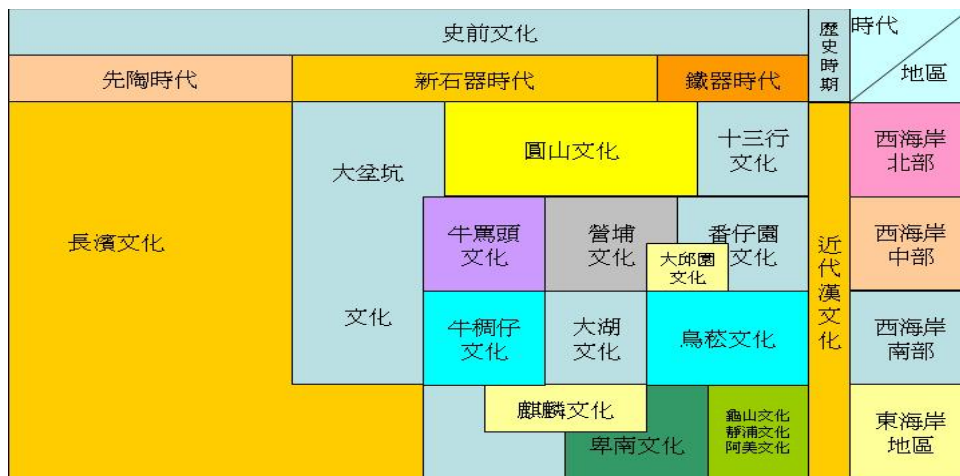 史前文化
歷史時期
時代
地區
先陶時代
新石器時代
鐵器時代
長濱文化
大坌坑
文化
圓山文化
十三行
文化
近代漢文化
西海岸
北部
牛罵頭
文化
營埔
文化
番仔園
文化
大邱園
文化
西海岸
中部
牛稠仔
文化
大湖
文化
鳥菘文化
西海岸
南部
麒麟文化
卑南文化
龜山文化
靜浦文化
阿美文化
東海岸
地區